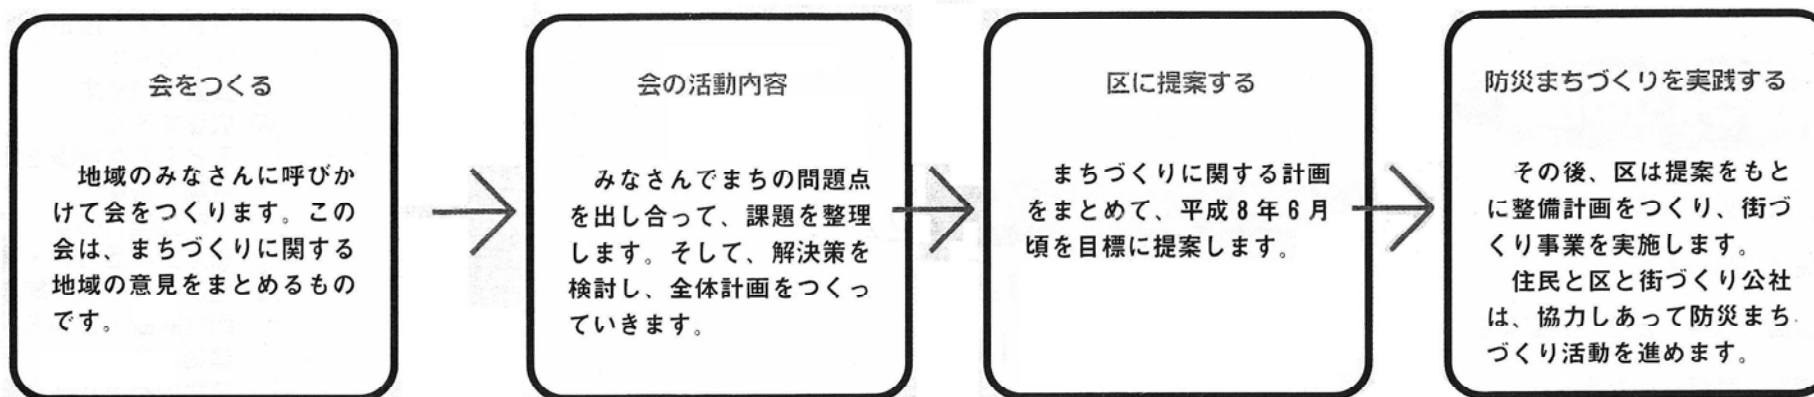 会をつくる
地域のみなさんに呼びか
けて会をつくります。この
会は、まちづくりに関する
地域の意見をまとめるもの
です。
会の活動内容
みなさんでまちの問題点
を出し合って、課題を整理
します。そして、解決策を
検討し、全体計画をつくっ
ていきます。
区に提案する
まちづくりに関する計画
をまとめて、平成8年6月
頃を目標に提案します。
防災まちづくりを実践する
その後、区は提案をもと
に整備計画をつくり、街づ
くり事業を実施します。
住民と区と街づくり公社
は、協力しあって防災まち
づくり活動を進めます。